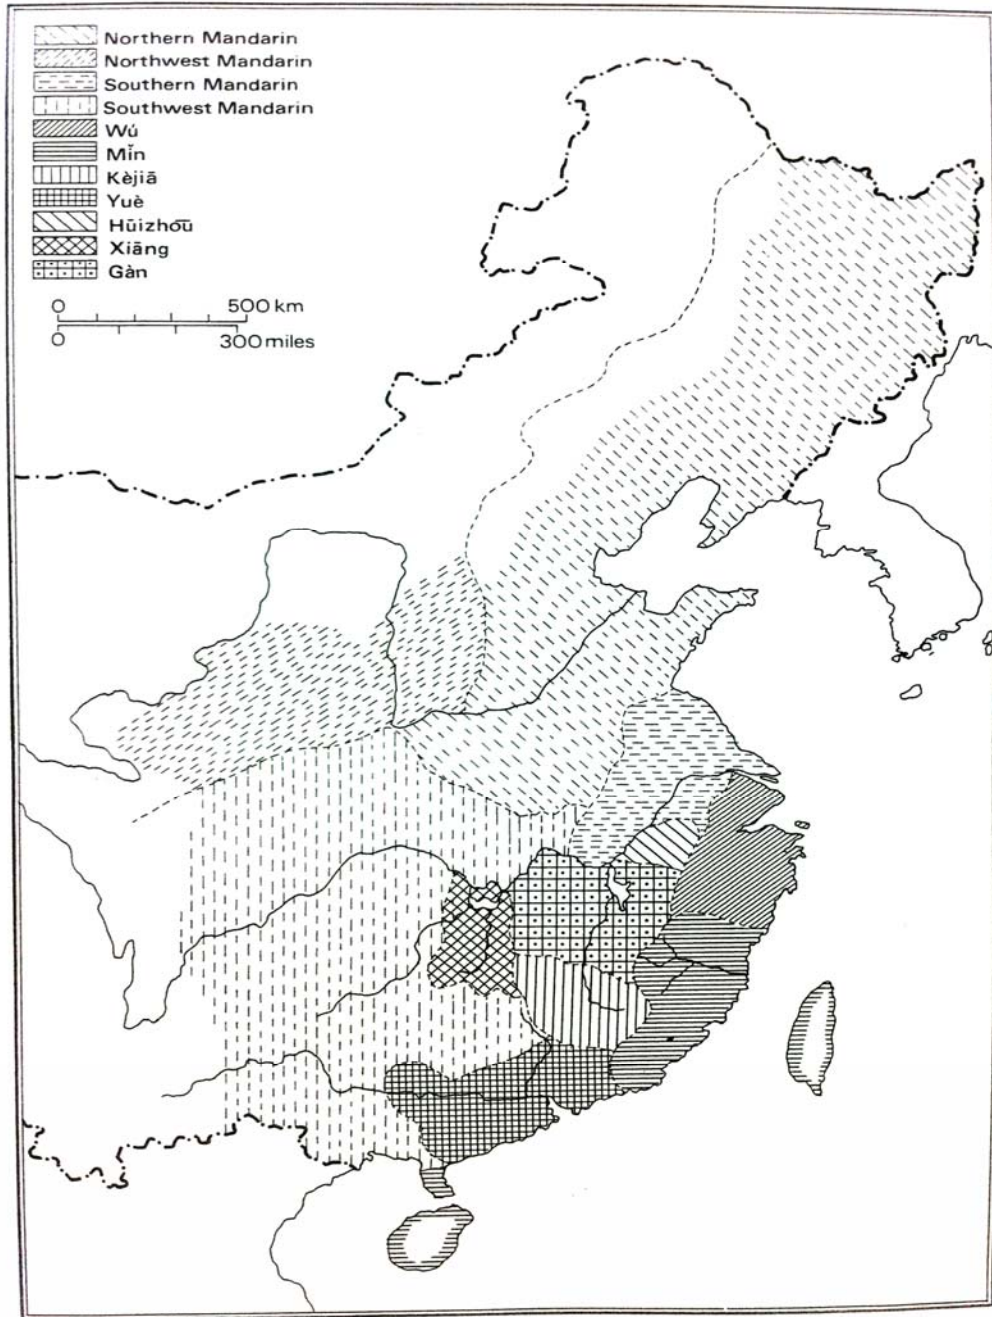 Northern Mandarin
Northwest Mandarin
Southern Mandarin
Southwest Mandarin
Wú
Mǐn
Kèjiā
Yuè
Hūizhōu
Xiāng
Gàn
0 500 km
0 300 miles